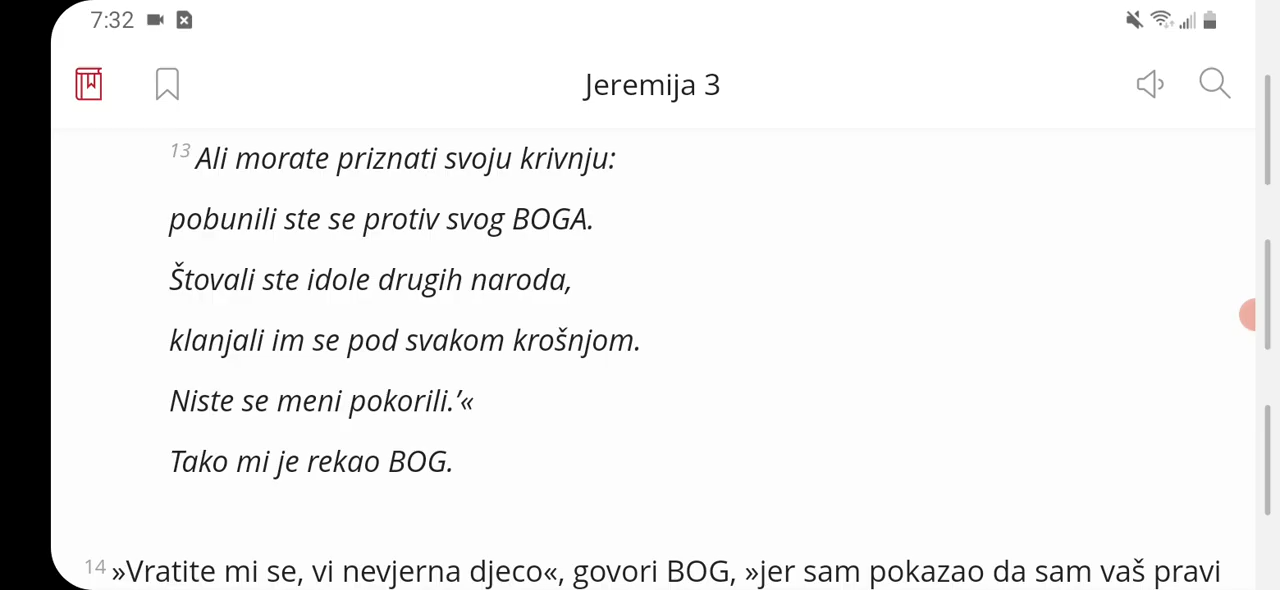 7:32
Jeremija 3
13 Ali morate priznati svoju krivnju:
pobunili ste se protiv svog BOGA.
Štovali ste idole drugih naroda,
klanjali im se pod svakom krošnjom.
Niste se meni pokorili.’«
Tako mi je rekao BOG.
14 »Vratite mi se, vi nevjerna djeco«, govori BOG, »jer sam pokazao da sam vaš pravi